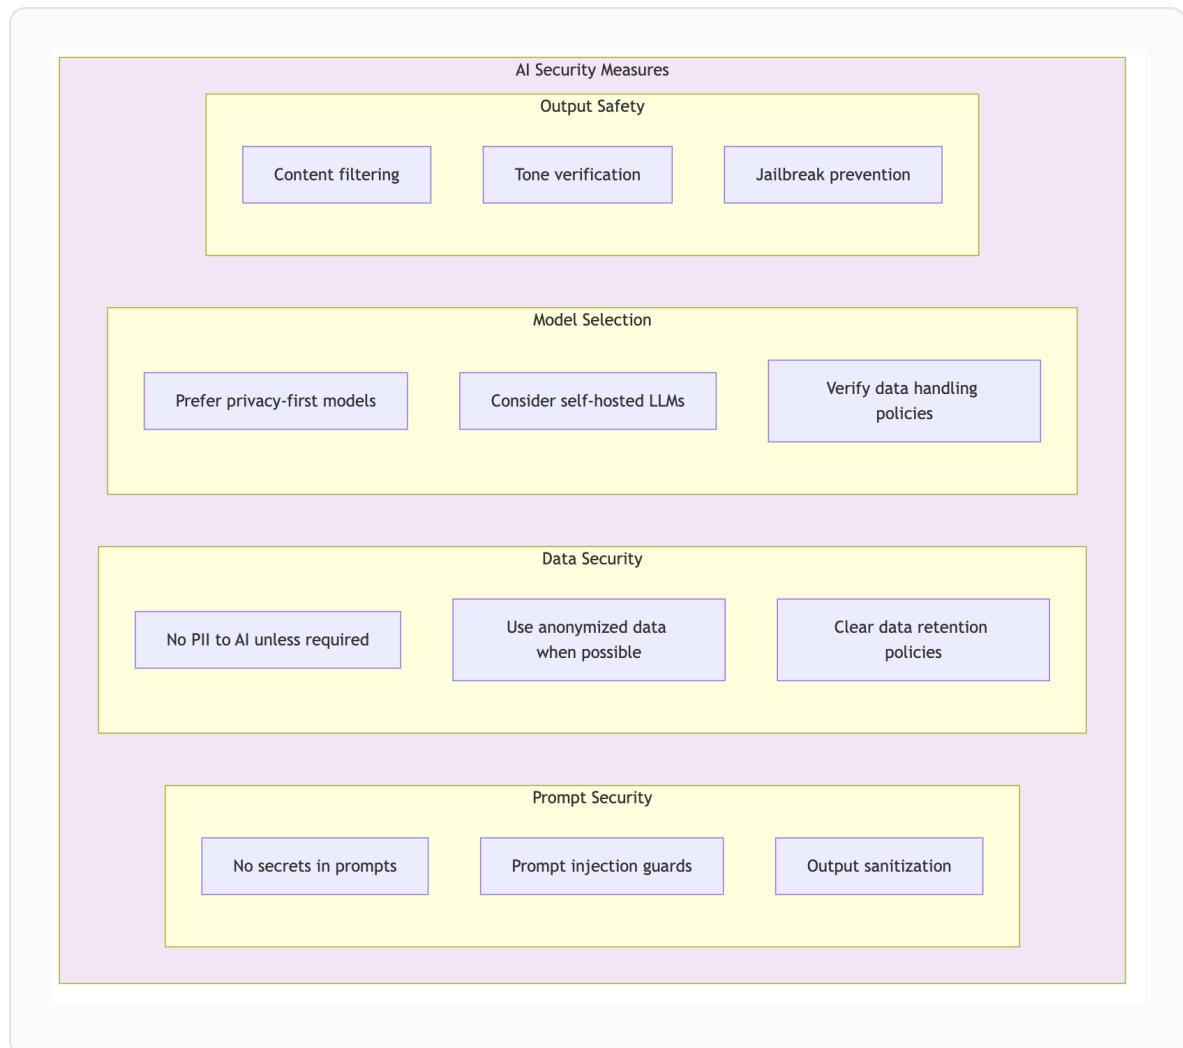 AI Security Measures
Output Safety
Content filtering
Tone verification
Jailbreak prevention
Model Selection
Prefer privacy-first models
Consider self-hosted LLMs
Verify data handling
policies
Data Security
No PII to AI unless required
Use anonymized data
when possible
Clear data retention
policies
Prompt Security
No secrets in prompts
Prompt injection guards
Output sanitization